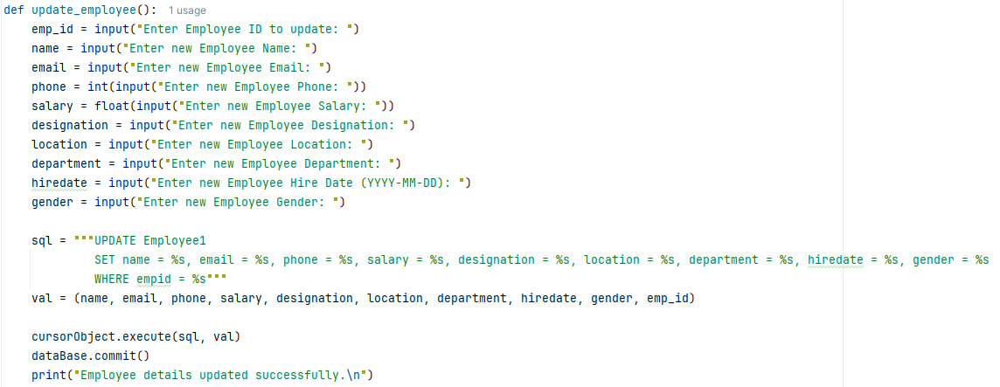 def update_employee(): 1 usage
    emp_id = input("Enter Employee ID to update: ")
    name = input("Enter new Employee Name: ")
    email = input("Enter new Employee Email: ")
    phone = int(input("Enter new Employee Phone: "))
    salary = float(input("Enter new Employee Salary: "))
    designation = input("Enter new Employee Designation: ")
    location = input("Enter new Employee Location: ")
    department = input("Enter new Employee Department: ")
    hiredate = input("Enter new Employee Hire Date (YYYY-MM-DD): ")
    gender = input("Enter new Employee Gender: ")

    sql = """UPDATE Employee1
             SET name = %s, email = %s, phone = %s, salary = %s, designation = %s, location = %s, department = %s, hiredate = %s, gender = %s
             WHERE empid = %s"""
    val = (name, email, phone, salary, designation, location, department, hiredate, gender, emp_id)

    cursorObject.execute(sql, val)
    dataBase.commit()
    print("Employee details updated successfully.\n")